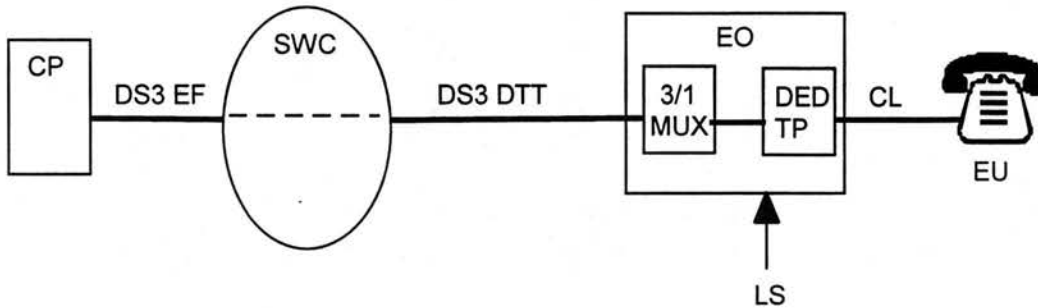 CP
DS3 EF
SWC
DS3 DTT
EO
3/1
MUX
DED
TP
CL
EU
LS